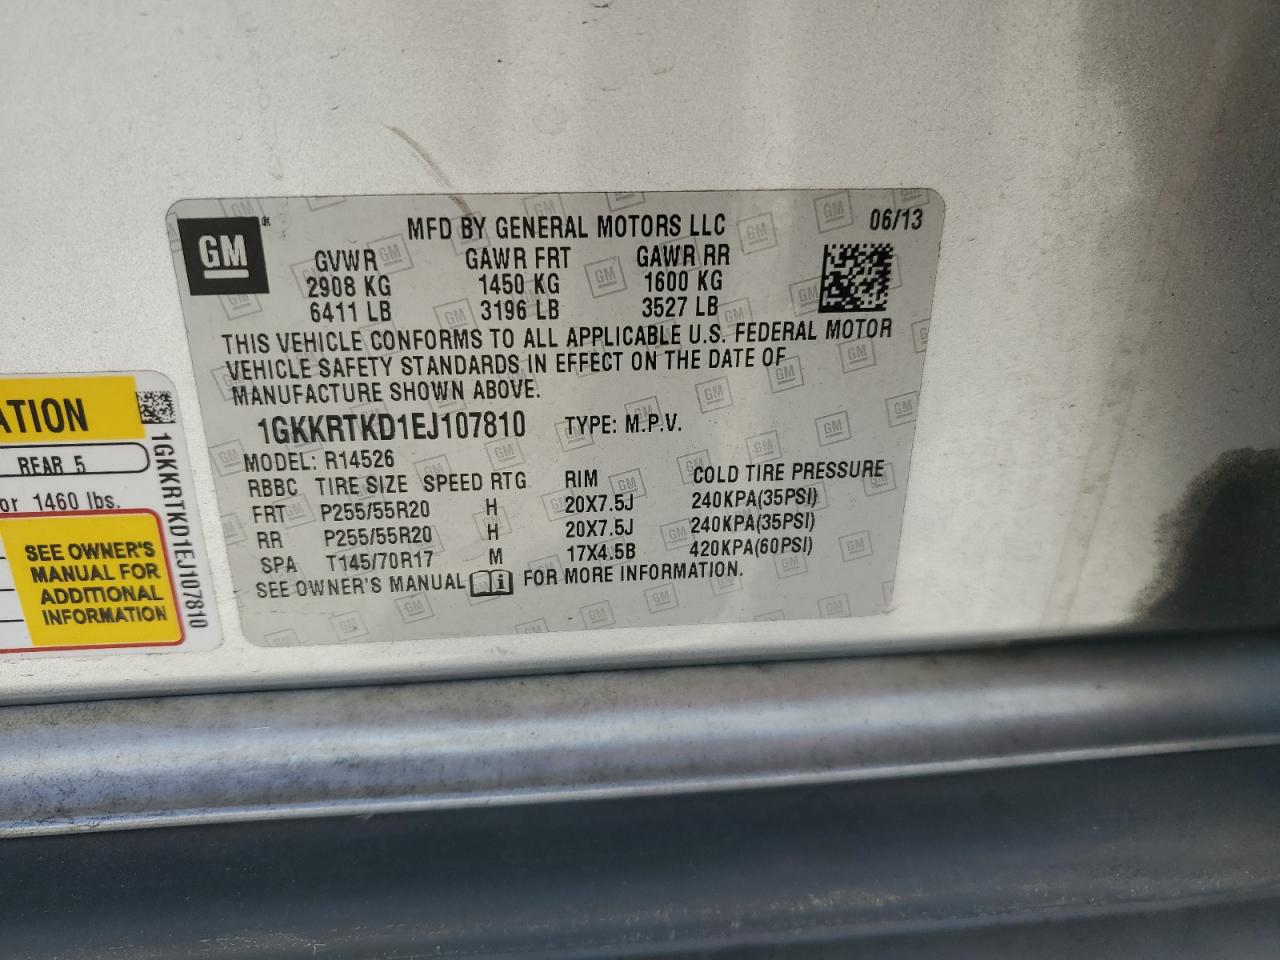 GM
MFD BY GENERAL MOTORS LLC 06/13
GVWR GAWR FRT GAWR RR
2908 KG 1450 KG 1600 KG
6411 LB 3196 LB 3527 LB
THIS VEHICLE CONFORMS TO ALL APPLICABLE U.S. FEDERAL MOTOR
VEHICLE SAFETY STANDARDS IN EFFECT ON THE DATE OF
MANUFACTURE SHOWN ABOVE.
1GKKRTKD1EJ107810 TYPE: M.P.V.
MODEL: R14526
RBBC TIRE SIZE SPEED RTG RIM COLD TIRE PRESSURE
FRT P255/55R20 H 20X7.5J 240KPA(35PSI)
RR P255/55R20 H 20X7.5J 240KPA(35PSI)
SPA T145/70R17 M 17X4.5B 420KPA(60PSI)
SEE OWNER'S MANUAL FOR MORE INFORMATION.
ATION
REAR 5
or 1460 lbs.
SEE OWNER'S
MANUAL FOR
ADDITIONAL
INFORMATION
1GKKRTKD1EJ107810